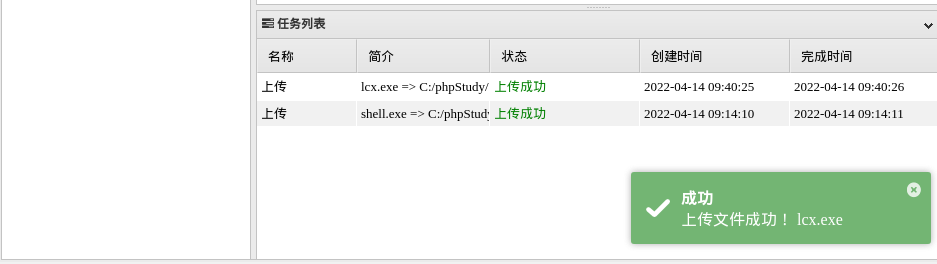 任务列表
名称 简介 状态 创建时间 完成时间
上传 lcx.exe => C:/phpStudy/ 上传成功 2022-04-14 09:40:25 2022-04-14 09:40:26
上传 shell.exe => C:/phpStudy 上传成功 2022-04-14 09:14:10 2022-04-14 09:14:11
成功
上传文件成功！ lcx.exe